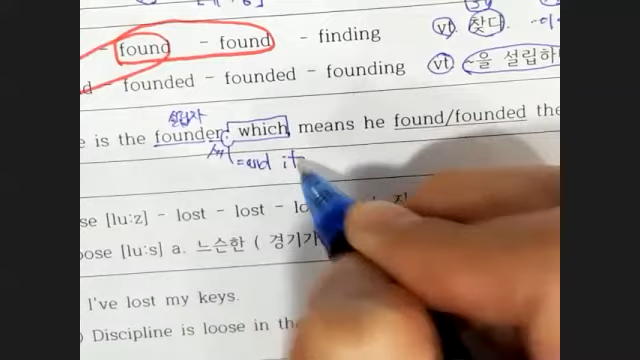 - found - found - finding vt 찾다.
d - founded - founded - founding vt ~을 설립하
설립자
e is the founder, which means he found/founded the
= and it
se [lu:z] - lost - lost - lo
oose [lu:s] a. 느슨한 ( 경기가
I've lost my keys.
) Discipline is loose in the